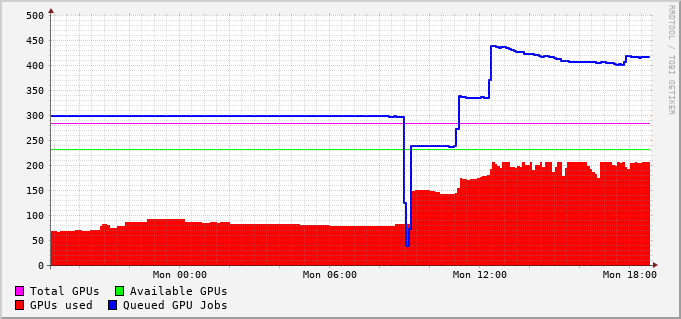 500
450
400
350
300
250
200
150
100
50
0
Mon 00:00 Mon 06:00 Mon 12:00 Mon 18:00
Total GPUs Available GPUs
GPUs used Queued GPU Jobs
RRDTOOL / TOBI OETIKER